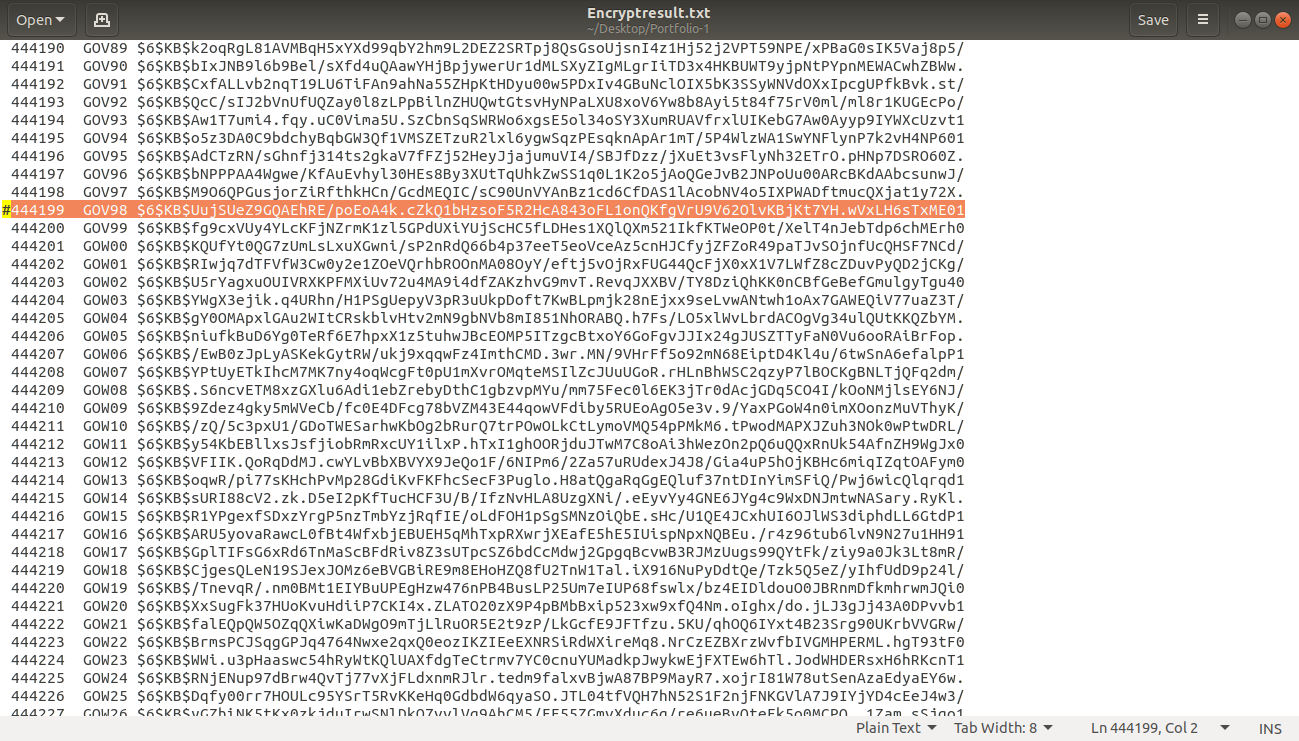 Open
Encryptresult.txt
~/Desktop/Portfolio-1
Save
444190 GOV89 $6$KB$k2oqRgL81AVMBqH5xYXd99qbY2hm9L2DEZ2SRTpj8QsGsoUjsnI4z1Hj52j2VPT59NPE/xPBaG0sIK5Vaj8p5/
444191 GOV90 $6$KB$bIxJNB9l6b9Bel/sXfd4uQAawYHjBpjywerUr1dMLSXyZIgMLgrIiTD3x4HKBUWT9yjpNtPYpnMEWACwhZBWw.
444192 GOV91 $6$KB$CxfALLvb2nqT19LU6TiFAn9ahNa55ZHpKtHDyu00w5PDxIv4GBuNclOIX5bK3SSyWNVdOXxIpcgUPfkBvk.st/
444193 GOV92 $6$KB$QcC/sIJ2bVnUfUQZay0l8zLPpBilnZHUQwtGtsvHyNPaLXU8xoV6Yw8b8Ayi5t84f75rV0ml/ml8r1KUGEcPo/
444194 GOV93 $6$KB$Aw1T7umi4.fqy.uC0Vima5U.SzCbnSqSWRWo6xgsE5ol34oSY3XumRUAVfrxlUIKebG7Aw0Ayyp9IYWXcUzvt1
444195 GOV94 $6$KB$o5z3DA0C9bdchyBqbGW3Qf1VMSZETzuR2lxl6ygwSqzPEsqknApAr1mT/5P4WlzWA1SwYNFlynP7k2vH4NP601
444196 GOV95 $6$KB$AdCTzRN/sGhnfj314ts2gkaV7fFZj52HeyJjajumuVI4/SBJfDzz/jXuEt3vsFlyNh32ETrO.pHNp7DSRO60Z.
444197 GOV96 $6$KB$bNPPPAA4Wgwe/KfAuEvhyl30HEs8By3XUtTqUhkZwSS1q0L1K2o5jAoQGeJvB2JNPoUu00ARcBKdAAbcsunwJ/
444198 GOV97 $6$KB$M9O6QPGusjorZiRfthkHCn/GcdMEQIC/sC90UnVYAnBz1cd6CfDAS1lAcobNV4o5IXPWADftmucQXjat1y72X.
#444199 GOV98 $6$KB$UujSUeZ9GQAEhRE/poEoA4k.cZkQ1bHzsoF5R2HcA843oFL1onQKfgVrU9V62OlvKBjKt7YH.wVxLH6sTxME01
444200 GOV99 $6$KB$fg9cxVUy4YLcKFjNZrmK1zl5GPdUXiYUjScHC5fLDHes1XQlQXm521IkfKTWeOP0t/XelT4nJebTdp6chMErh0
444201 GOW00 $6$KB$KQUfYt0QG7zUmLsLxuXGwni/sP2nRdQ66b4p37eeT5eoVceAz5cnHJCfyjZFZoR49paTJvSOjnfUcQHSF7NCd/
444202 GOW01 $6$KB$RIwjq7dTFVfW3Cw0y2e1ZOeVQrhbROOnMA08OyY/eftj5vOjRxFUG44QcFjX0xX1V7LWfZ8cZDuvPyQD2jCKg/
444203 GOW02 $6$KB$U5rYagxuOUIVRXKPFMXiUv72u4MA9i4dfZAKzhvG9mvT.RevqJXXBV/TY8DziQhKK0nCBfGeBefGmulgyTgu40
444204 GOW03 $6$KB$YWgX3ejik.q4URhn/H1PSgUepyV3pR3uUkpDoft7KwBLpmjk28nEjxx9seLvwANtwh1oAx7GAWEQiV77uaZ3T/
444205 GOW04 $6$KB$gY0OMApxlGAu2WItCRskblvHtv2mN9gbNVb8mI851NhORABQ.h7Fs/LO5xlWvLbrdACOgVg34ulQUtKKQZbYM.
444206 GOW05 $6$KB$niufkBuD6Yg0TeRf6E7hpxX1z5tuhwJBcEOMP5ITzgcBtxoY6GoFgvJJIx24gJUSZTTyFaN0Vu6ooRAiBrFop.
444207 GOW06 $6$KB$/EwB0zJpLyASKekGytRW/ukj9xqqwFz4ImthCMD.3wr.MN/9VHrFf5o92mN68EiptD4Kl4u/6twSnA6efalpP1
444208 GOW07 $6$KB$YPtUyETkIhcM7MK7ny4oqWcgFt0pU1mXvrOMqteMSIlZcJUuUGoR.rHLnBhWSC2qzyP7lBOCKgBNLTjQFq2dm/
444209 GOW08 $6$KB$.S6ncvETM8xzGXlu6Adi1ebZrebyDthC1gbzvpMYu/mm75Fec0l6EK3jTr0dAcjGDq5CO4I/kOoNMjlsEY6NJ/
444210 GOW09 $6$KB$9Zdez4gky5mWVeCb/fc0E4DFcg78bVZM43E44qowVFdiby5RUEoAgO5e3v.9/YaxPGoW4n0imXOonzMuVThyK/
444211 GOW10 $6$KB$/zQ/5c3pxU1/GDoTWESarhwKbOg2bRurQ7trPOwOLkCtLymoVMQ54pPMkM6.tPwodMAPXJZuh3NOk0wPtwDRL/
444212 GOW11 $6$KB$y54KbEBllxsJsfjiobRmRxcUY1ilxP.hTxI1ghOORjduJTwM7C8oAi3hWezOn2pQ6uQQxRnUk54AfnZH9WgJx0
444213 GOW12 $6$KB$VFIIK.QoRqDdMJ.cwYLvBbXBVYX9JeQo1F/6NIPm6/2Za57uRUdexJ4J8/Gia4uP5hOjKBHc6miqIZqtOAFym0
444214 GOW13 $6$KB$oqwR/pi77sKHchPvMp28GdiKvFKFhcSecF3Puglo.H8atQgaRqGgEQluf37ntDInYimSFiQ/Pwj6wicQlqrqd1
444215 GOW14 $6$KB$sURI88cV2.zk.D5eI2pKfTucHCF3U/B/IfzNvHLA8UzgXNi/.eEyvYy4GNE6JYg4c9WxDNJmtwNASary.RyKl.
444216 GOW15 $6$KB$R1YPgexfSDxzYrgP5nzTmbYzjRqfIE/oLdFOH1pSgSMNzOiQbE.sHc/U1QE4JCxhUI6OJlWS3diphdLL6GtdP1
444217 GOW16 $6$KB$ARU5yovaRawcL0fBt4WfxbjEBUEH5qMhTxpRXwrjXEafE5hE5IUispNpxNQBEu./r4z96tub6lvN9N27u1HH91
444218 GOW17 $6$KB$GplTIFsG6xRd6TnMaScBFdRiv8Z3sUTpcSZ6bdCcMdwj2GpgqBcvwB3RJMzUugs99QYtFk/ziy9a0Jk3Lt8mR/
444219 GOW18 $6$KB$CjgesQLeN19SJexJOMz6eBVGBiRE9m8EHoHZQ8fU2TnW1Tal.iX916NuPyDdtQe/Tzk5Q5eZ/yIhfUdD9p24l/
444220 GOW19 $6$KB$/TnevqR/.nm0BMt1EIYBuUPEgHzw476nPB4BusLP25Um7eIUP68fswlx/bz4EIDldouO0JBRnmDfkmhrwmJQi0
444221 GOW20 $6$KB$XxSugFk37HUoKvuHdiiP7CKI4x.ZLATO20zX9P4pBMbBxip523xw9xfQ4Nm.oIghx/do.jLJ3gJj43A0DPvvb1
444222 GOW21 $6$KB$falEQpQW5OZqQXiwKaDWgO9mTjLlRuOR5E2t9zP/LkGcfE9JFTfzu.5KU/qhOQ6IYxt4B23Srg90UKrbVVGRw/
444223 GOW22 $6$KB$BrmsPCJSqgGPJq4764Nwxe2qxQ0eozIKZIEeEXNRSiRdWXireMq8.NrCzEZBXrzWvfbIVGMHPERML.hgT93tF0
444224 GOW23 $6$KB$WWi.u3pHaaswc54hRyWtKQlUAXfdgTeCtrmv7YC0cnuYUMadkpJwykwEjFXTEw6hTl.JodWHDERsxH6hRKcnT1
444225 GOW24 $6$KB$RNjENup97dBrw4QvTj77vXjFLdxnmRJlr.tedm9falxvBjwA87BP9MayR7.xojrI81W78utSenAzaEdyaEY6w.
444226 GOW25 $6$KB$Dqfy00rr7HOULc95YSrT5RvKKeHq0GdbdW6qyaSO.JTL04tfVQH7hN52S1F2njFNKGVlA7J9IYjYD4cEeJ4w3/
444227 GOW26
Plain Text
Tab Width: 8
Ln 444199, Col 2
INS